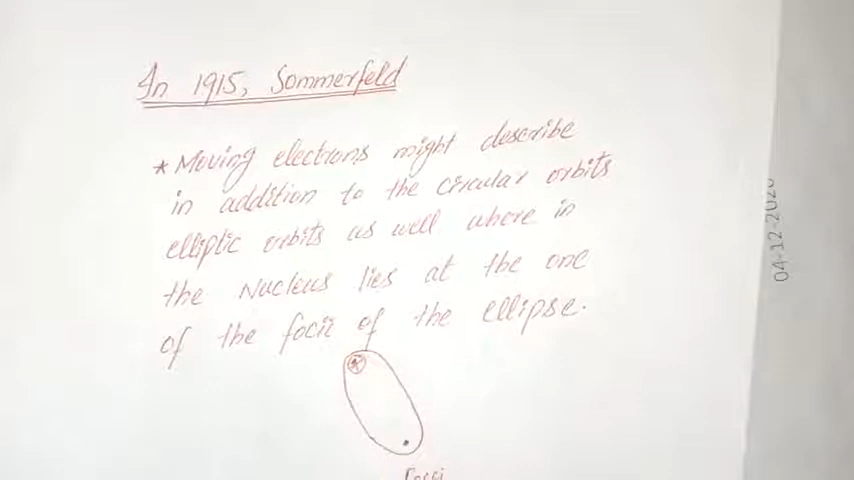 In 1915, Sommerfeld
* Moving electrons might describe
in addition to the circular orbits
elliptic orbits as well where in
the Nucleus lies at the one
of the focii of the ellipse.
Focci
04-12-2020